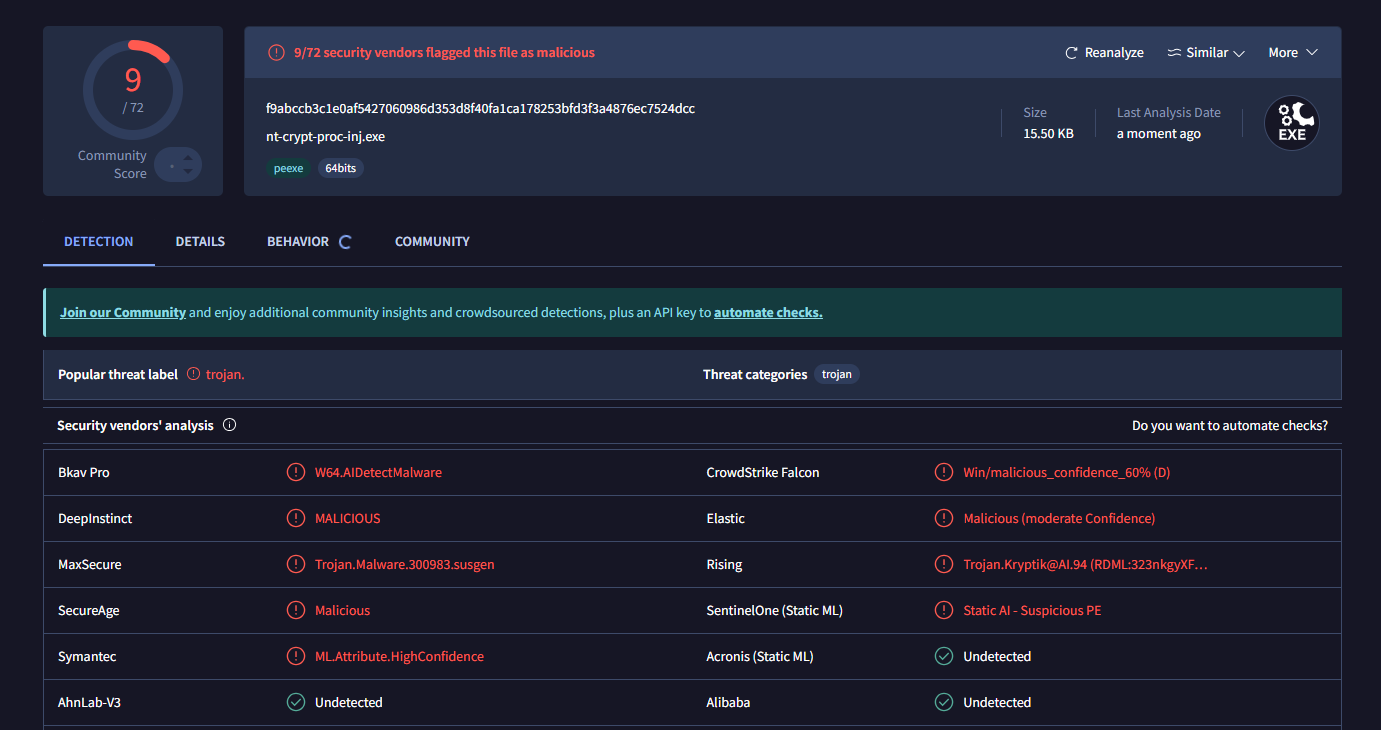 9
/ 72
Community
Score
9/72 security vendors flagged this file as malicious
Reanalyze
Similar
More
f9abccb3c1e0af5427060986d353d8f40fa1ca178253bfd3f3a4876ec7524dcc
nt-crypt-proc-inj.exe
peexe
64bits
Size
15.50 KB
Last Analysis Date
a moment ago
EXE
DETECTION
DETAILS
BEHAVIOR
COMMUNITY
Join our Community and enjoy additional community insights and crowdsourced detections, plus an API key to automate checks.
Popular threat label
trojan.
Threat categories
trojan
Security vendors' analysis
Do you want to automate checks?
Bkav Pro
W64.AIDetectMalware
CrowdStrike Falcon
Win/malicious_confidence_60% (D)
DeepInstinct
MALICIOUS
Elastic
Malicious (moderate Confidence)
MaxSecure
Trojan.Malware.300983.susgen
Rising
Trojan.Kryptik@AI.94 (RDML:323nkgyXF…
SecureAge
Malicious
SentinelOne (Static ML)
Static AI - Suspicious PE
Symantec
ML.Attribute.HighConfidence
Acronis (Static ML)
Undetected
AhnLab-V3
Undetected
Alibaba
Undetected